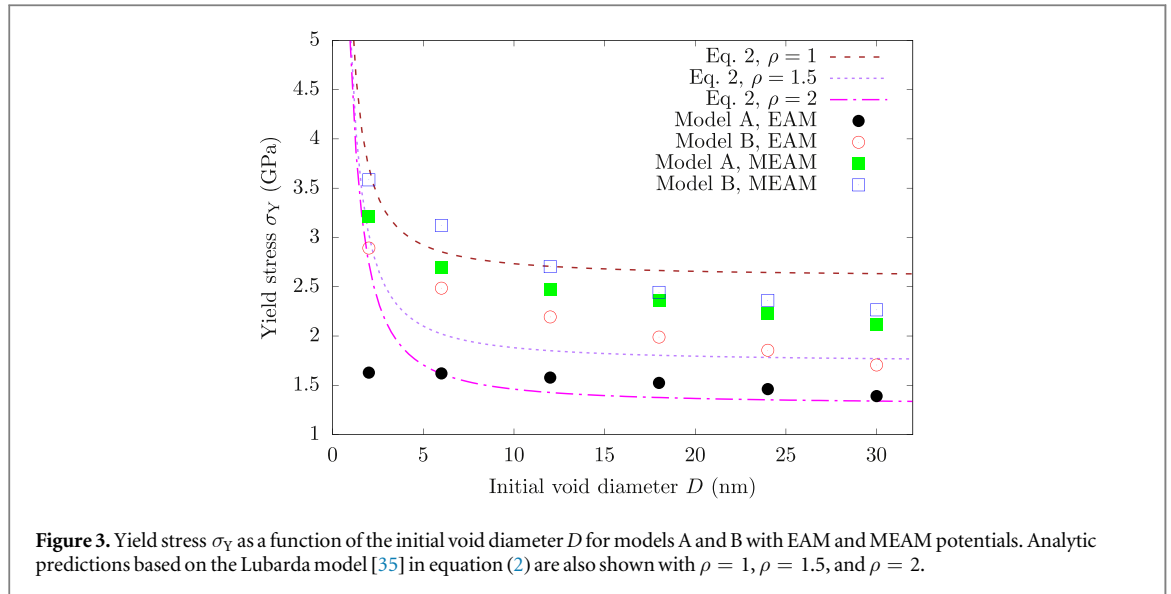 5
4.5
4
3.5
3
2.5
2
1.5
1
0 5 10 15 20 25 30
Yield stress σY (GPa)
Initial void diameter D (nm)
Eq. 2, ρ = 1
Eq. 2, ρ = 1.5
Eq. 2, ρ = 2
Model A, EAM
Model B, EAM
Model A, MEAM
Model B, MEAM
Figure 3. Yield stress σY as a function of the initial void diameter D for models A and B with EAM and MEAM potentials. Analytic
predictions based on the Lubarda model [35] in equation (2) are also shown with ρ = 1, ρ = 1.5, and ρ = 2.